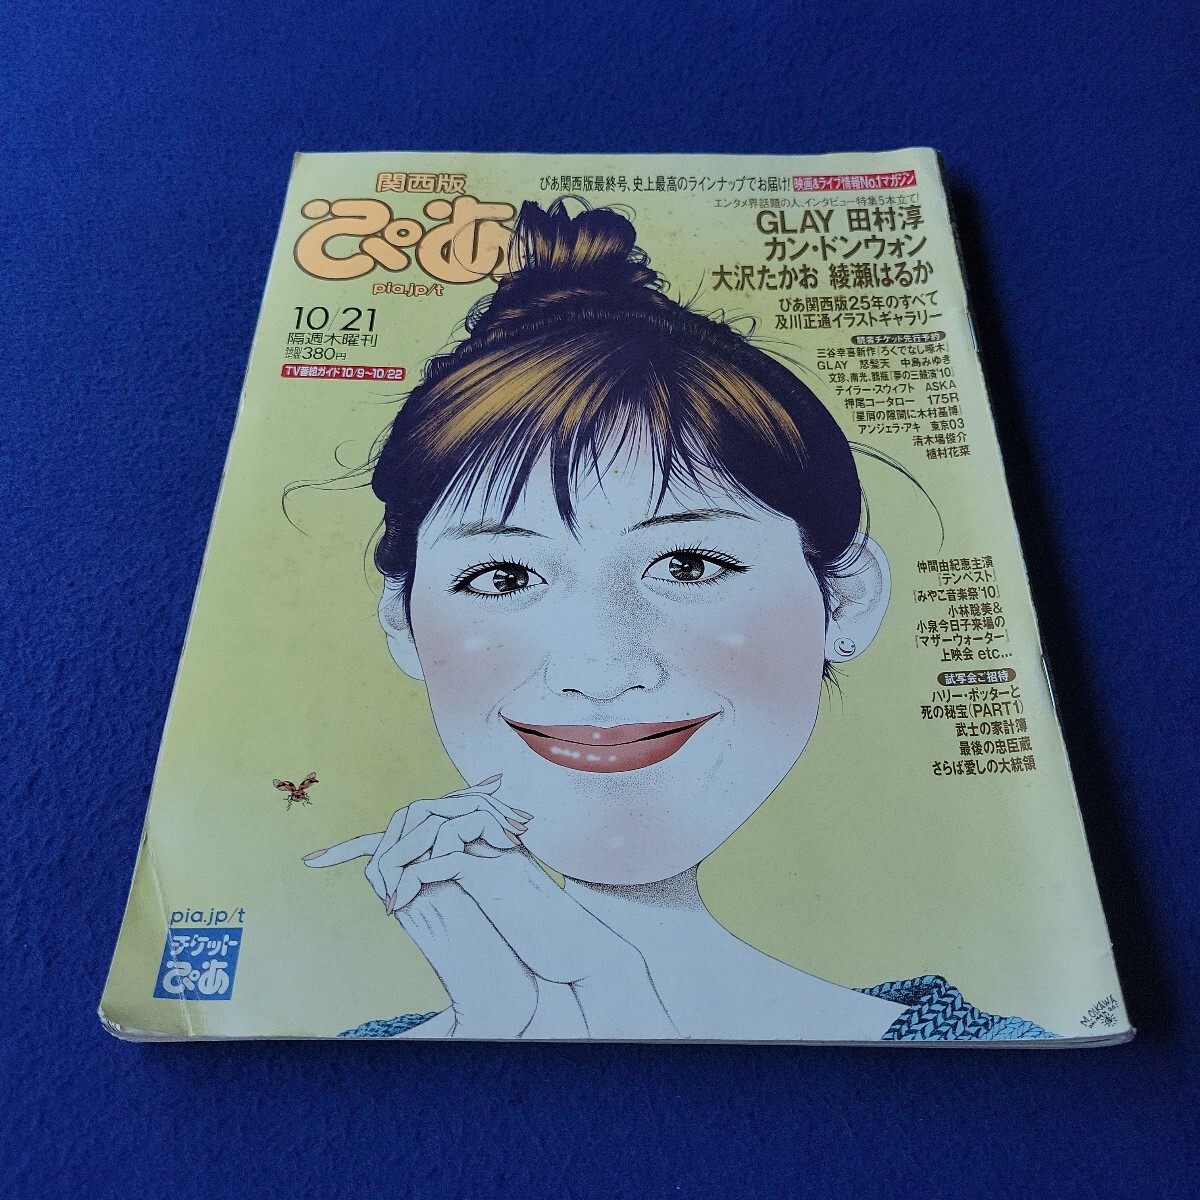 関西版
ぴあ
pia.jp/t
10/21
隔週木曜刊
特別定価380円
TV番組ガイド10/9〜10/22
ぴあ関西版最終号、史上最高のラインナップでお届け!
映画&ライブ情報No.1マガジン
エンタメ界話題の人、インタビュー特集5本立て!
GLAY 田村淳
カン・ドンウォン
大沢たかお 綾瀬はるか
ぴあ関西版25年のすべて
及川正通イラストギャラリー
読者チケット先行予約
三谷幸喜新作『ろくでなし啄木』
GLAY 怒髪天 中島みゆき
文珍、南光、鶴瓶『夢の三競演'10』
テイラー・スウィフト ASKA
押尾コータロー 175R
『星屑の隙間に木村基博』
アンジェラ・アキ 東京03
清木場俊介
植村花菜
仲間由紀恵主演
『テンペスト』
『みやこ音楽祭'10』
小林聡美&
小泉今日子来場の
『マザーウォーター』
上映会 etc...
試写会ご招待
ハリー・ポッターと
死の秘宝(PART1)
武士の家計簿
最後の忠臣蔵
さらば愛しの大統領
pia.jp/t
チケット
ぴあ
M.OIKAWA